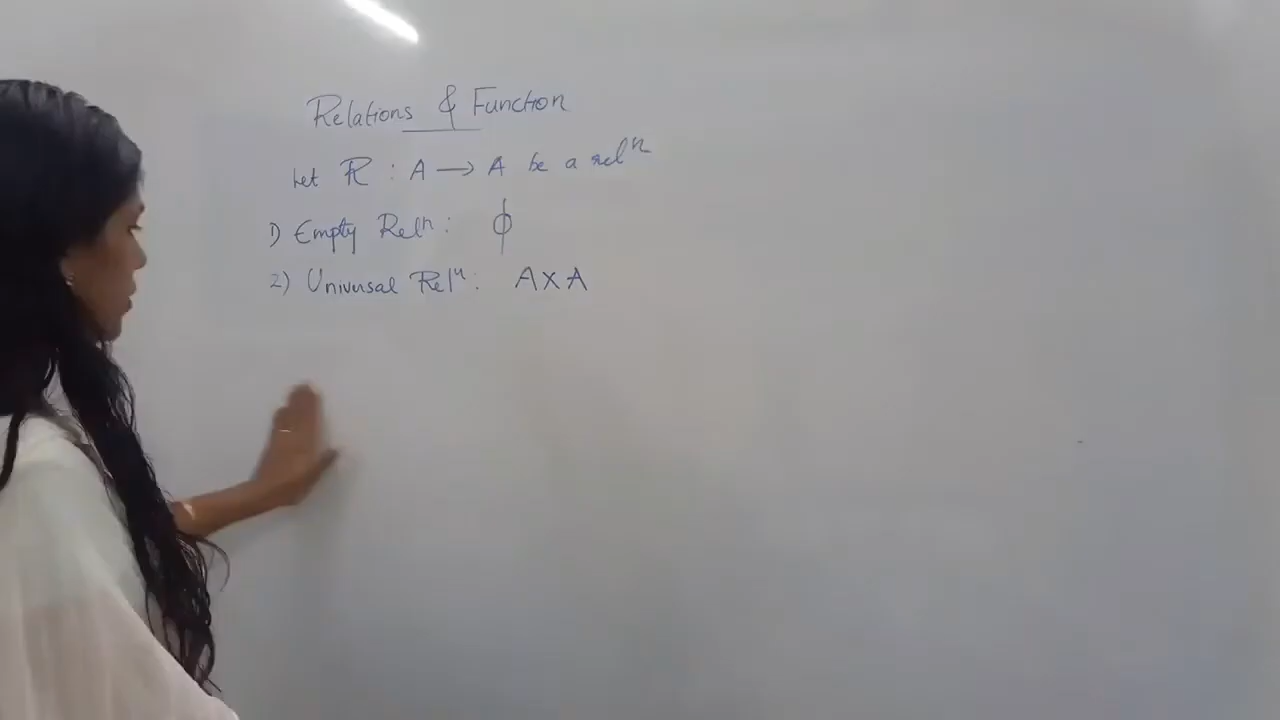 Relations & Function
Let R : A → A be a relⁿ
1) Empty Relⁿ : ϕ
2) Universal Relⁿ : A×A